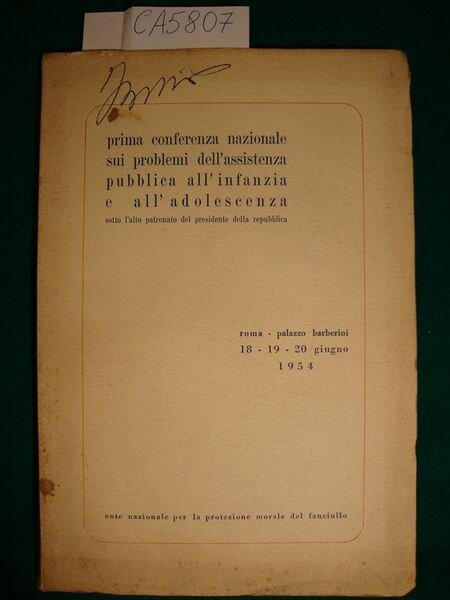 CA5807
prima conferenza nazionale
sui problemi dell'assistenza
pubblica all'infanzia
e all'adolescenza
sotto l'alto patronato del presidente della repubblica
roma - palazzo barberini
18 - 19 - 20 giugno
1954
ente nazionale per la protezione morale del fanciullo